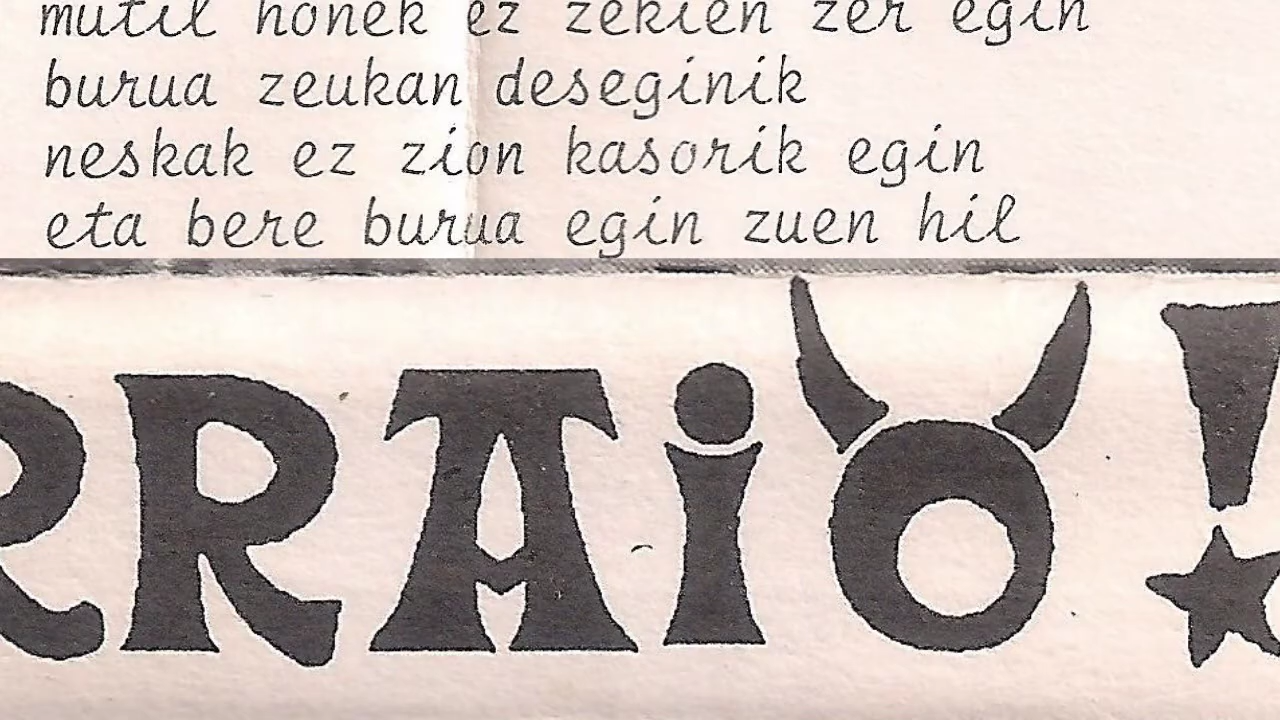 mutil honek ez zekien zer egin
burua zeukan deseginik
neskak ez zion kasorik egin
eta bere burua egin zuen hil
RRAiO!